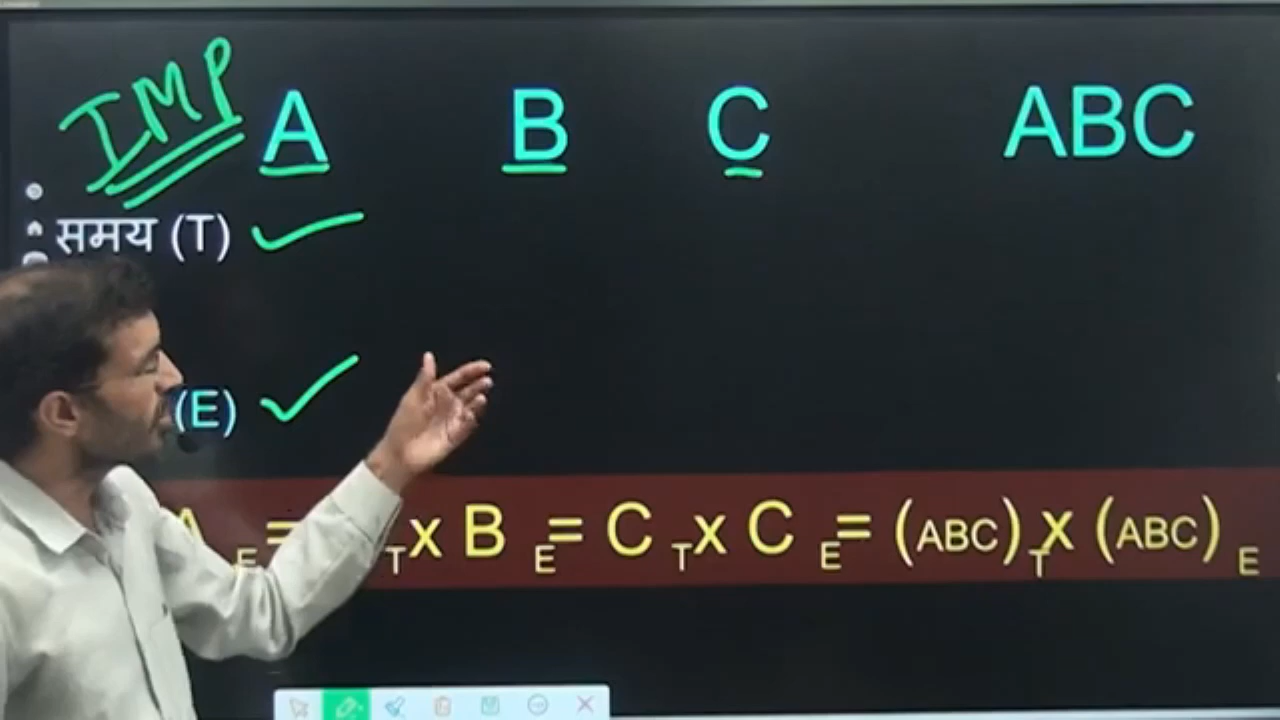 IMP A B C ABC
समय (T)
(E)
A E = T x B E = C T x C E = (ABC) T x (ABC) E